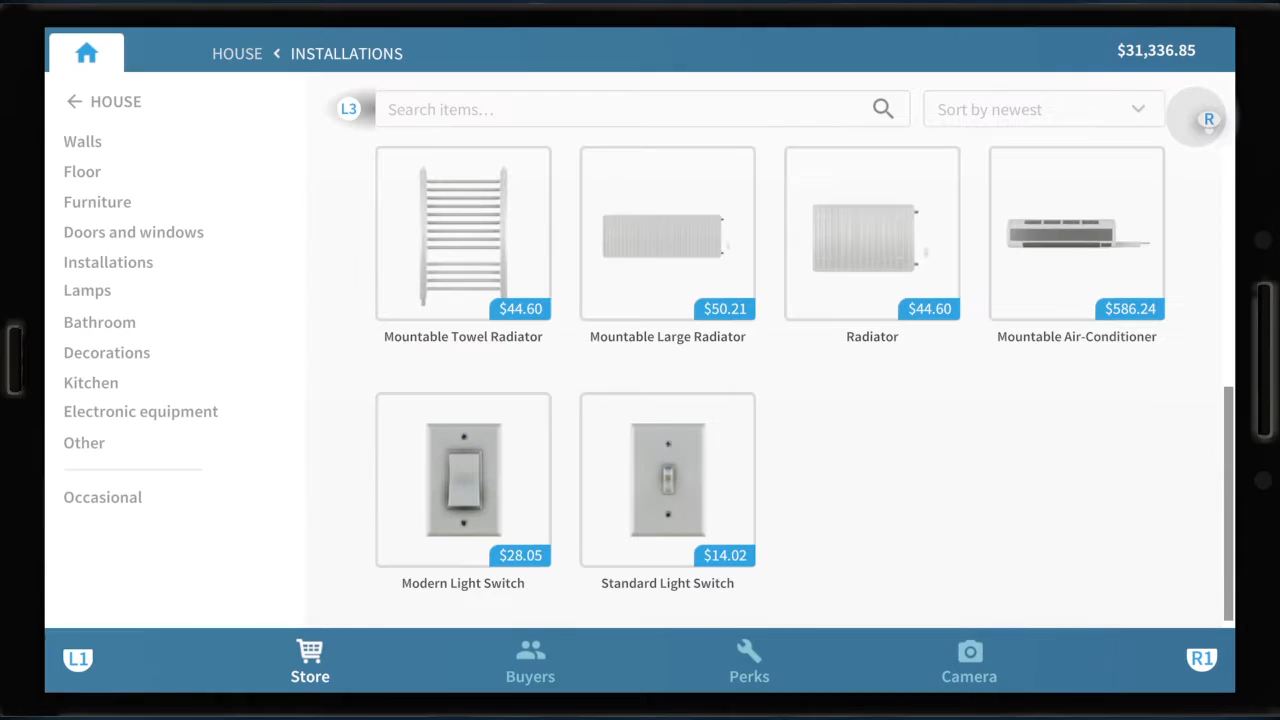 HOUSE < INSTALLATIONS
$31,336.85
HOUSE
Walls
Floor
Furniture
Doors and windows
Installations
Lamps
Bathroom
Decorations
Kitchen
Electronic equipment
Other
Occasional
L3
Search items...
Sort by newest
R
$44.60
$50.21
$44.60
$586.24
Mountable Towel Radiator
Mountable Large Radiator
Radiator
Mountable Air-Conditioner
$28.05
$14.02
Modern Light Switch
Standard Light Switch
L1
Store
Buyers
Perks
Camera
R1